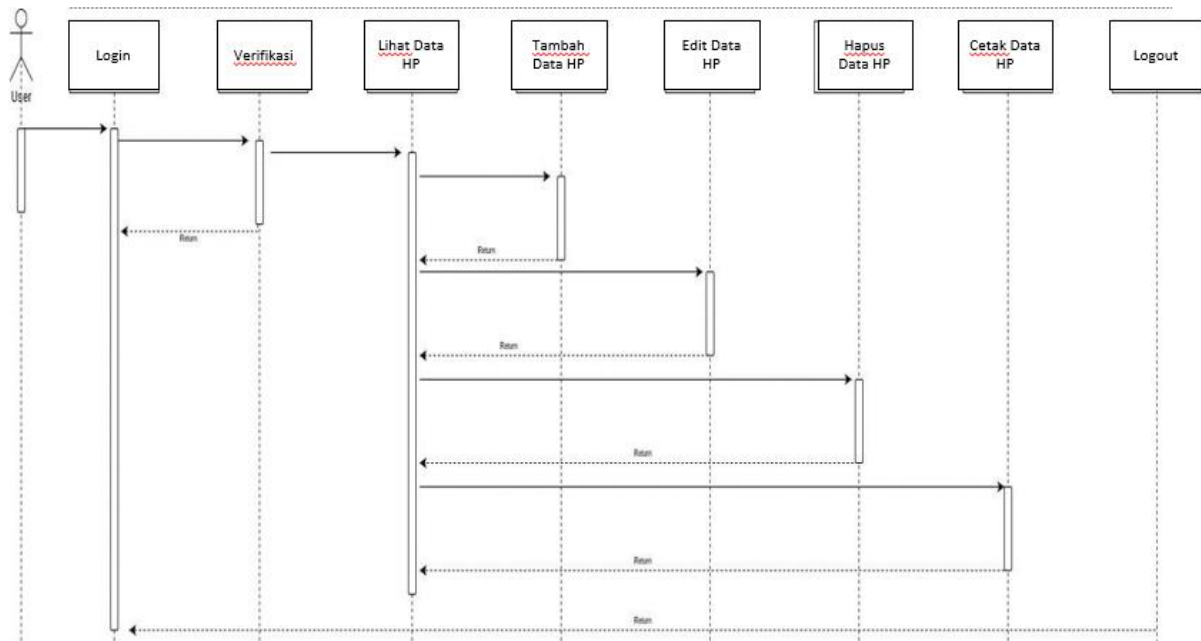 User
Login
Verifikasi
Lihat Data
HP
Tambah
Data HP
Edit Data
HP
Hapus
Data HP
Cetak Data
HP
Logout
Return
Return
Return
Return
Return
Return